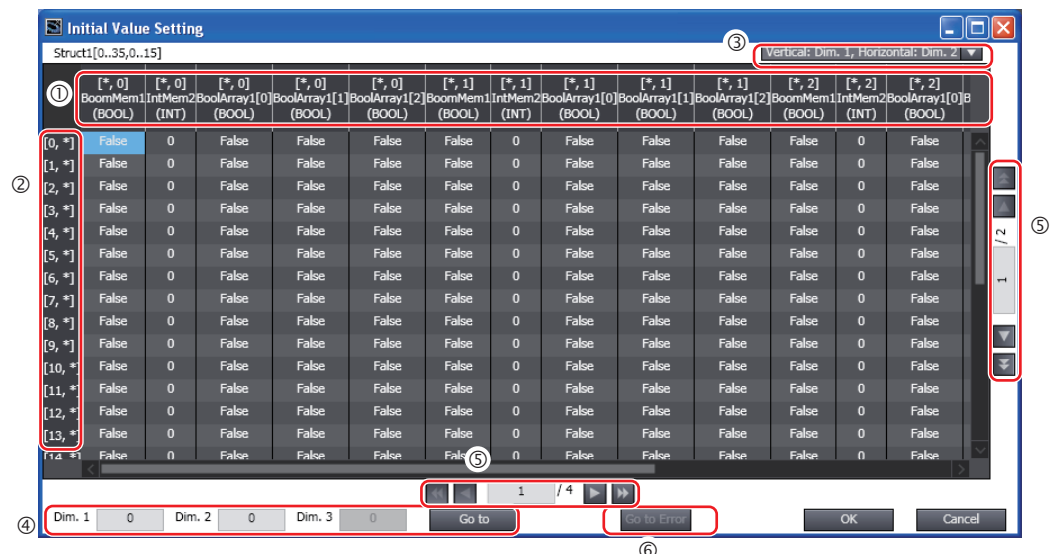 Initial Value Setting
Struct1[0..35,0..15]
③
Vertical: Dim. 1, Horizontal: Dim. 2
①
[*, 0] [*, 0] [*, 0] [*, 0] [*, 0] [*, 1] [*, 1] [*, 1] [*, 1] [*, 1] [*, 2] [*, 2] [*, 2]
BoomMem1 IntMem2 BoolArray1[0] BoolArray1[1] BoolArray1[2] BoomMem1 IntMem2 BoolArray1[0] BoolArray1[1] BoolArray1[2] BoomMem1 IntMem2 BoolArray1[0] B
(BOOL) (INT) (BOOL) (BOOL) (BOOL) (BOOL) (INT) (BOOL) (BOOL) (BOOL) (BOOL) (INT) (BOOL)
[0, *] False 0 False False False False 0 False False False False 0 False
[1, *] False 0 False False False False 0 False False False False 0 False
②
[2, *] False 0 False False False False 0 False False False False 0 False
[3, *] False 0 False False False False 0 False False False False 0 False
[4, *] False 0 False False False False 0 False False False False 0 False
[5, *] False 0 False False False False 0 False False False False 0 False
[6, *] False 0 False False False False 0 False False False False 0 False
[7, *] False 0 False False False False 0 False False False False 0 False
[8, *] False 0 False False False False 0 False False False False 0 False
[9, *] False 0 False False False False 0 False False False False 0 False
[10, *] False 0 False False False False 0 False False False False 0 False
[11, *] False 0 False False False False 0 False False False False 0 False
[12, *] False 0 False False False False 0 False False False False 0 False
[13, *] False 0 False False False False 0 False False False False 0 False
[14, *] False 0 False False False False 0 False False False False 0 False
1 / 2
⑤
⑤
1 / 4
④
Dim. 1 0 Dim. 2 0 Dim. 3 0 Go to Go to Error OK Cancel
⑥